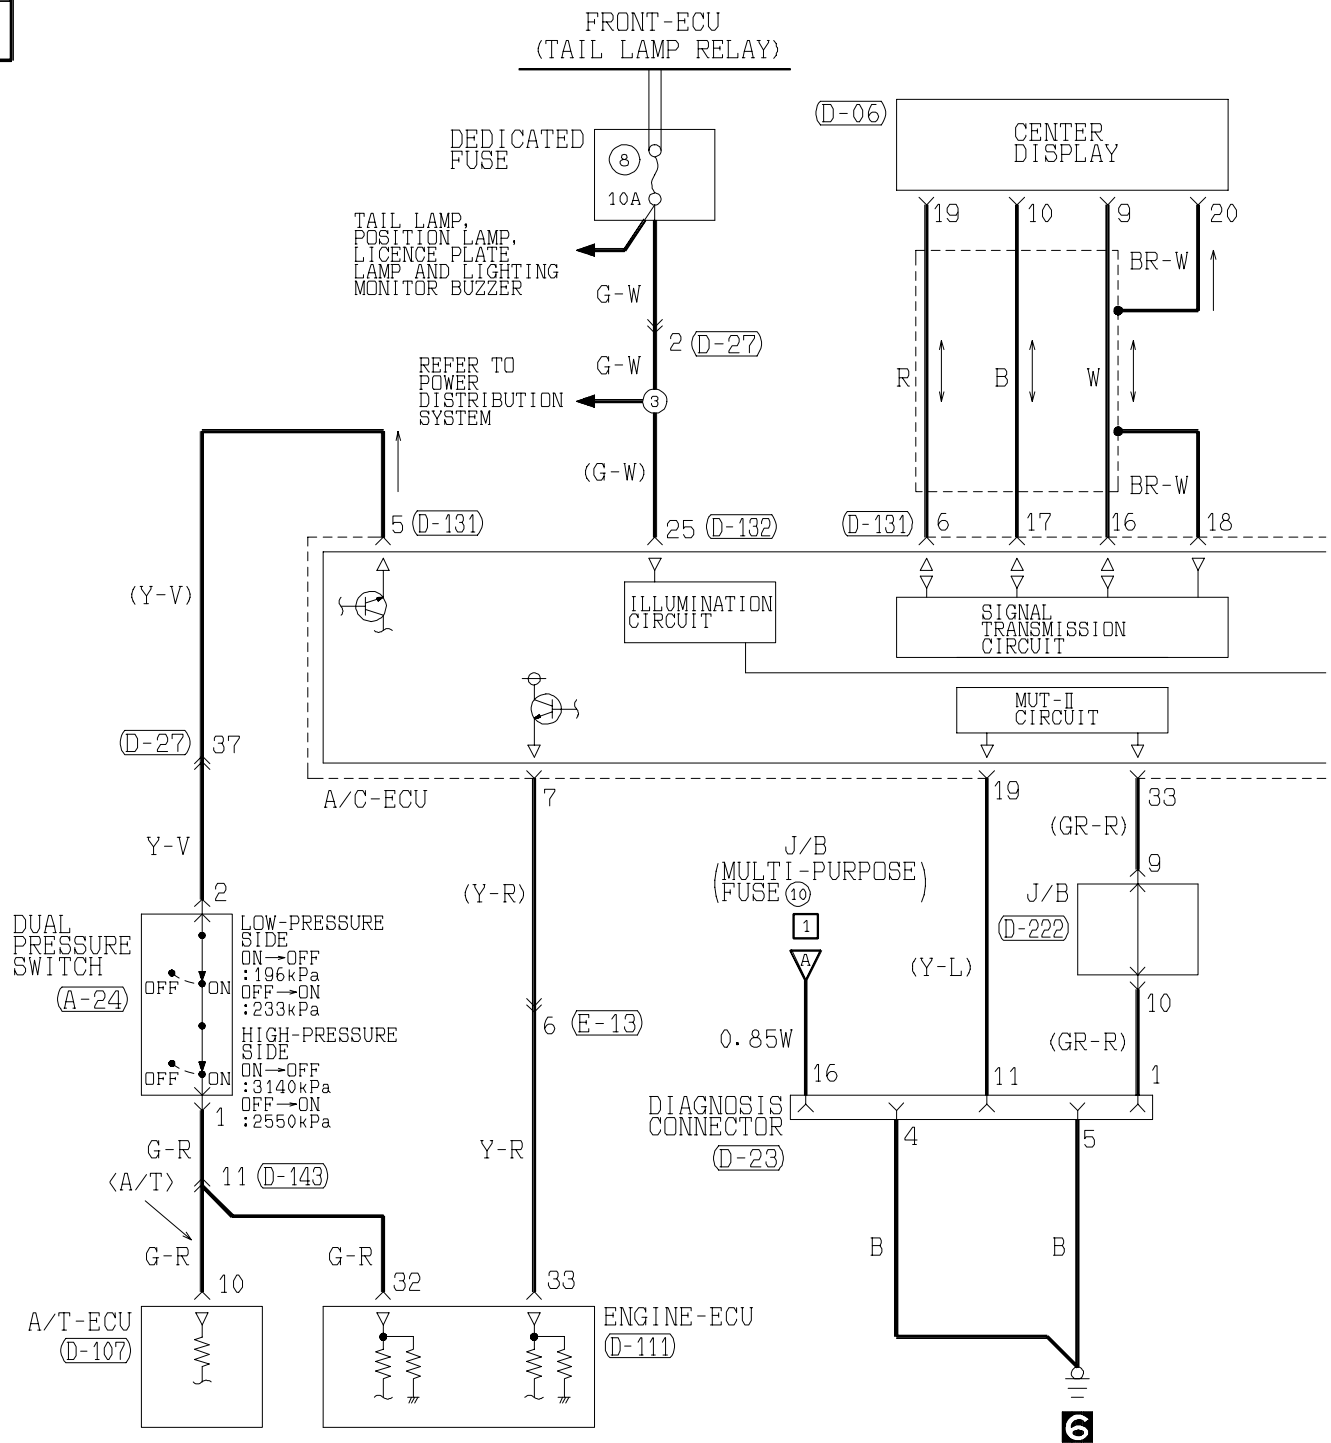 FRONT-ECU
(TAIL LAMP RELAY)
DEDICATED
FUSE
8
10A
TAIL LAMP,
POSITION LAMP,
LICENCE PLATE
LAMP AND LIGHTING
MONITOR BUZZER
G-W
2 (D-27)
G-W
REFER TO
POWER
DISTRIBUTION
SYSTEM
3
(G-W)
25 (D-132)
(D-06)
CENTER
DISPLAY
19
10
9
20
BR-W
R
B
W
BR-W
5 (D-131)
(D-131) 6
17
16
18
(Y-V)
ILLUMINATION
CIRCUIT
SIGNAL
TRANSMISSION
CIRCUIT
MUT-II
CIRCUIT
(D-27) 37
A/C-ECU
7
19
33
Y-V
(GR-R)
J/B
(MULTI-PURPOSE)
(FUSE 10)
1
A
9
J/B
(D-222)
10
2
(Y-R)
DUAL
PRESSURE
SWITCH
(A-24)
OFF
ON
OFF
ON
LOW-PRESSURE
SIDE
ON→OFF
:196kPa
OFF→ON
:233kPa
HIGH-PRESSURE
SIDE
ON→OFF
:3140kPa
OFF→ON
:2550kPa
(Y-L)
6 (E-13)
0.85W
(GR-R)
16
11
1
DIAGNOSIS
CONNECTOR
(D-23)
4
5
1
G-R
Y-R
11 (D-143)
<A/T>
G-R
G-R
B
B
10
32
33
A/T-ECU
(D-107)
ENGINE-ECU
(D-111)
6